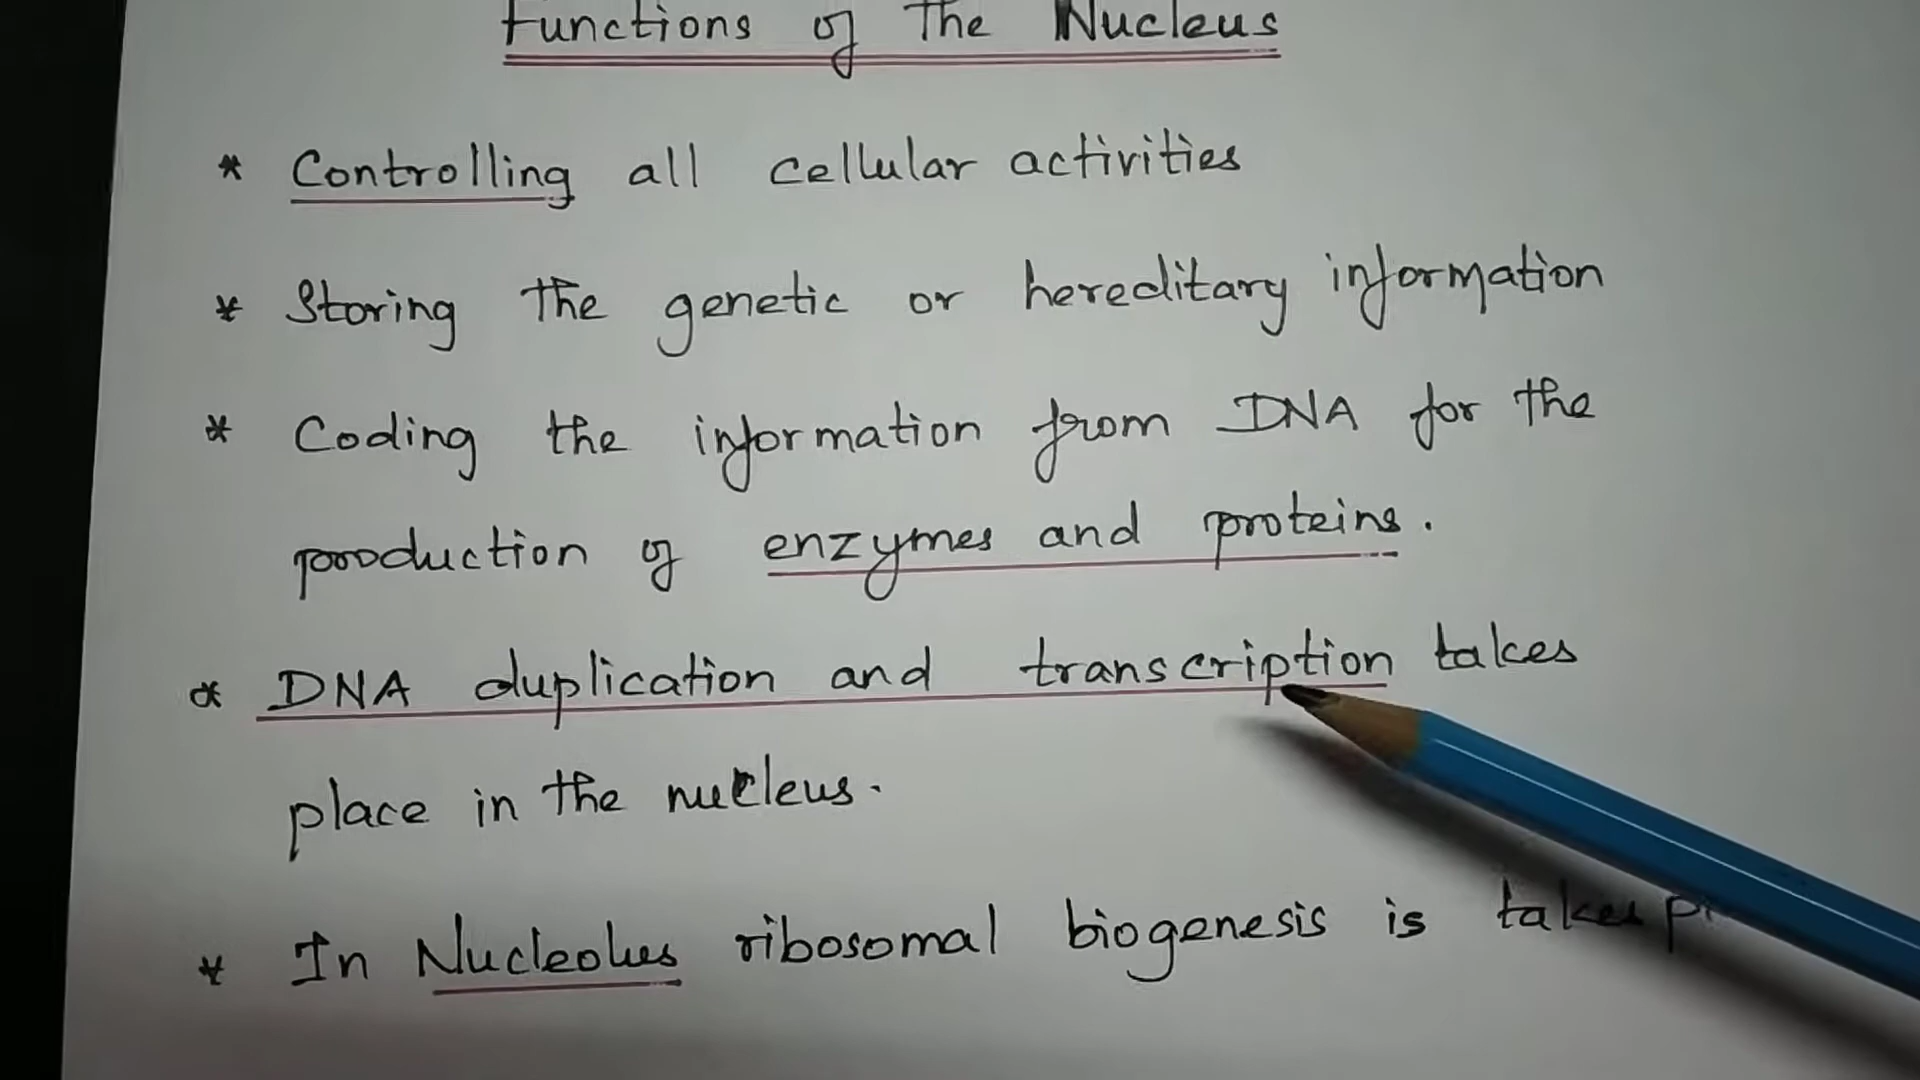 Functions of the Nucleus
* Controlling all cellular activities
* Storing the genetic or hereditary information
* Coding the information from DNA for the
production of enzymes and proteins.
* DNA duplication and transcription takes
place in the nucleus.
* In Nucleolus ribosomal biogenesis is takes